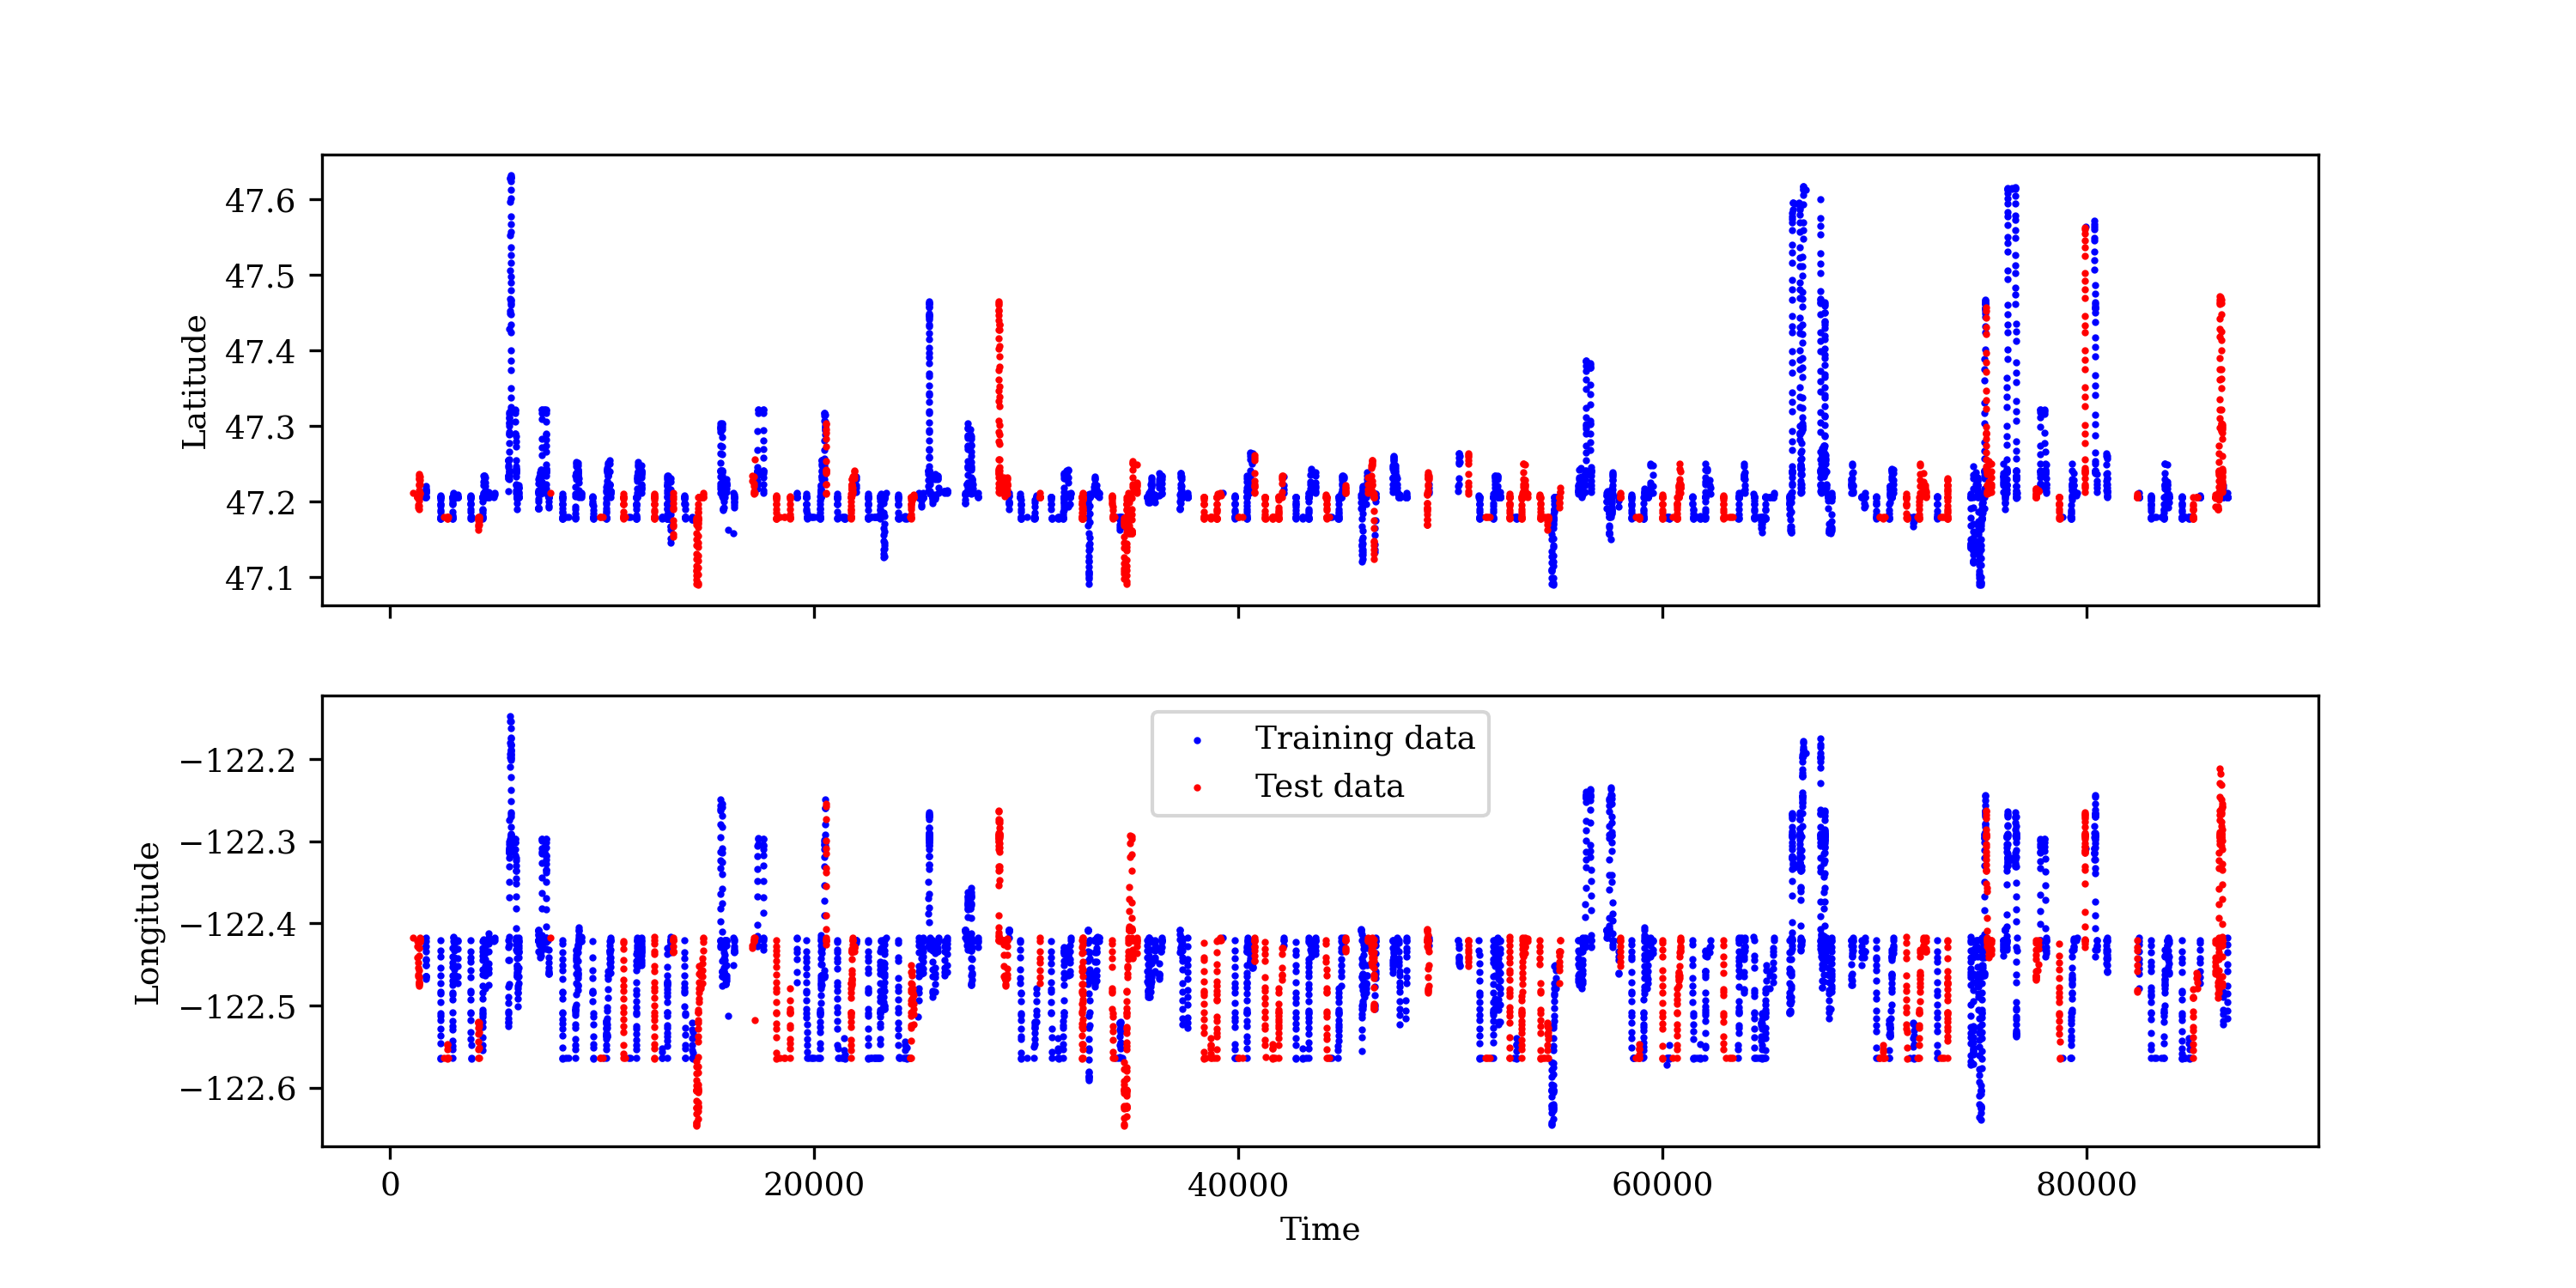 47.6
47.5
47.4
47.3
47.2
47.1
Latitude
−122.2
−122.3
−122.4
−122.5
−122.6
Longitude
Training data
Test data
0 20000 40000 60000 80000
Time